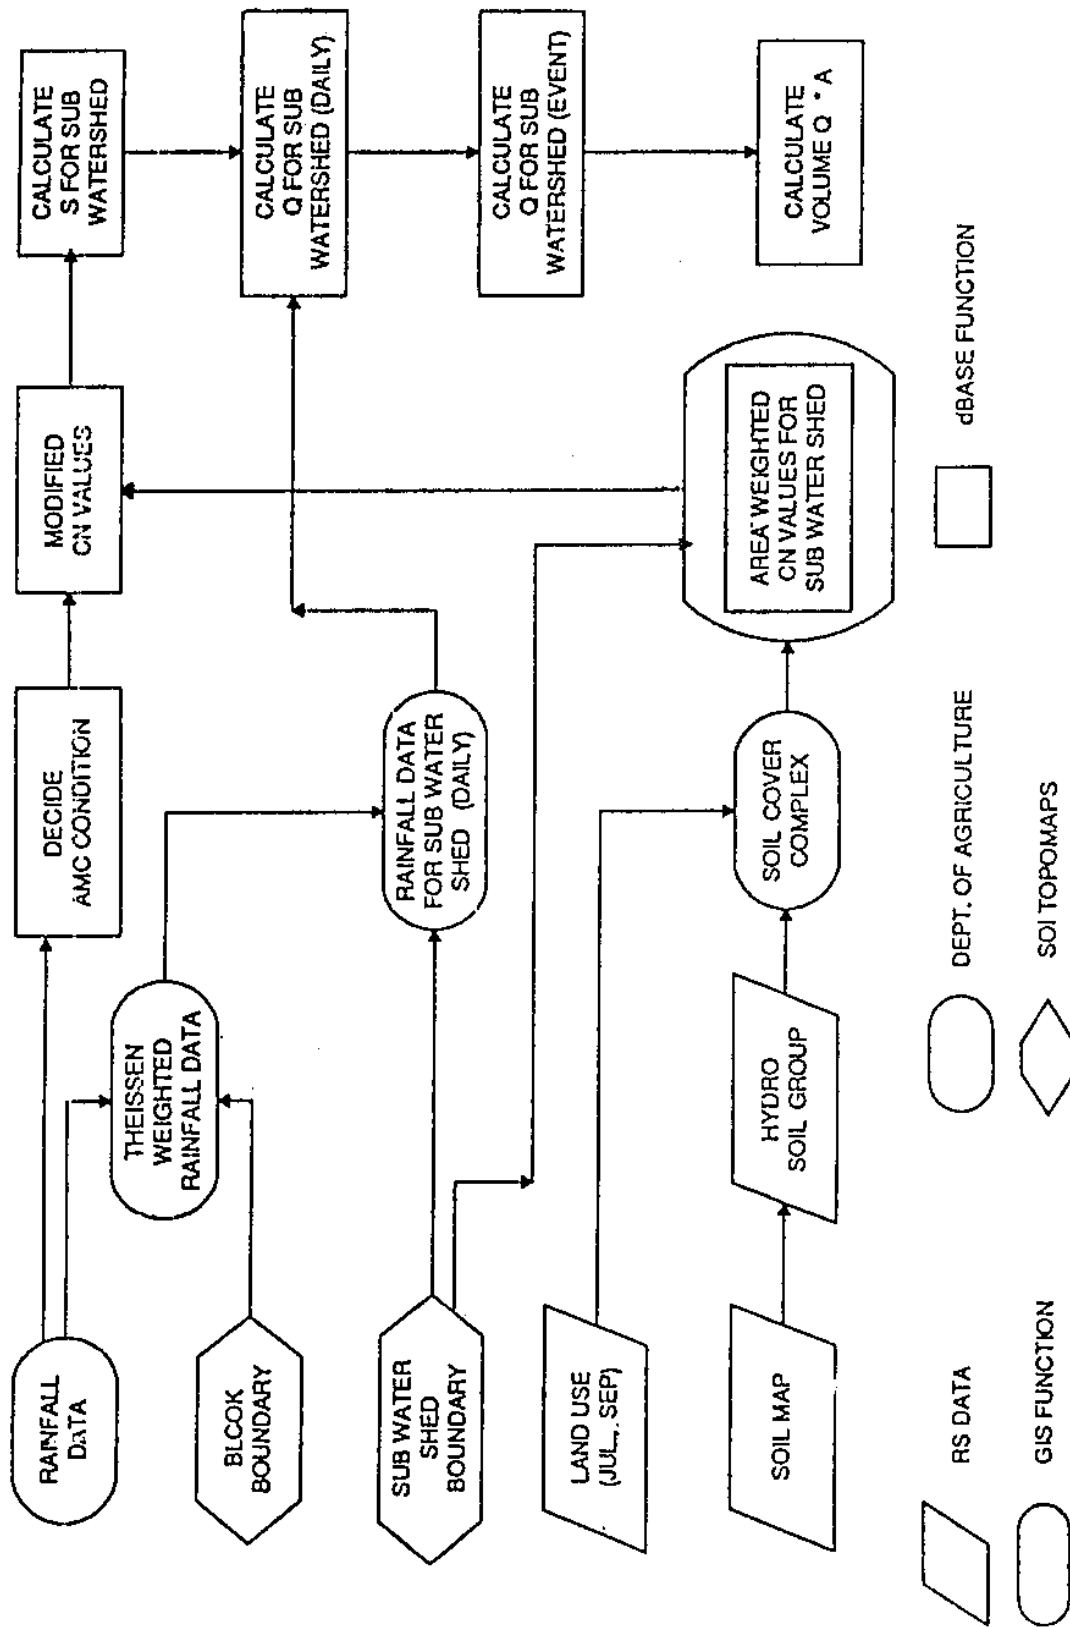 RAINFALL
DATA
BLCOK
BOUNDARY
SUB WATER
SHED
BOUNDARY
LAND USE
(JUL,. SEP)
SOIL MAP
THEISSEN
WEIGHTED
RAINFALL DATA
HYDRO
SOIL GROUP
DECIDE
AMC CONDITION
RAINFALL DATA
FOR SUB WATER
SHED (DAILY)
SOIL COVER
COMPLEX
MODIFIED
CN VALUES
AREA WEIGHTED
CN VALUES FOR
SUB WATER SHED
CALCULATE
S FOR SUB
WATERSHED
CALCULATE
Q FOR SUB
WATERSHED (DAILY)
CALCULATE
Q FOR SUB
WATERSHED (EVENT)
CALCULATE
VOLUME Q * A
RS DATA
DEPT. OF AGRICULTURE
dBASE FUNCTION
GIS FUNCTION
SOI TOPOMAPS